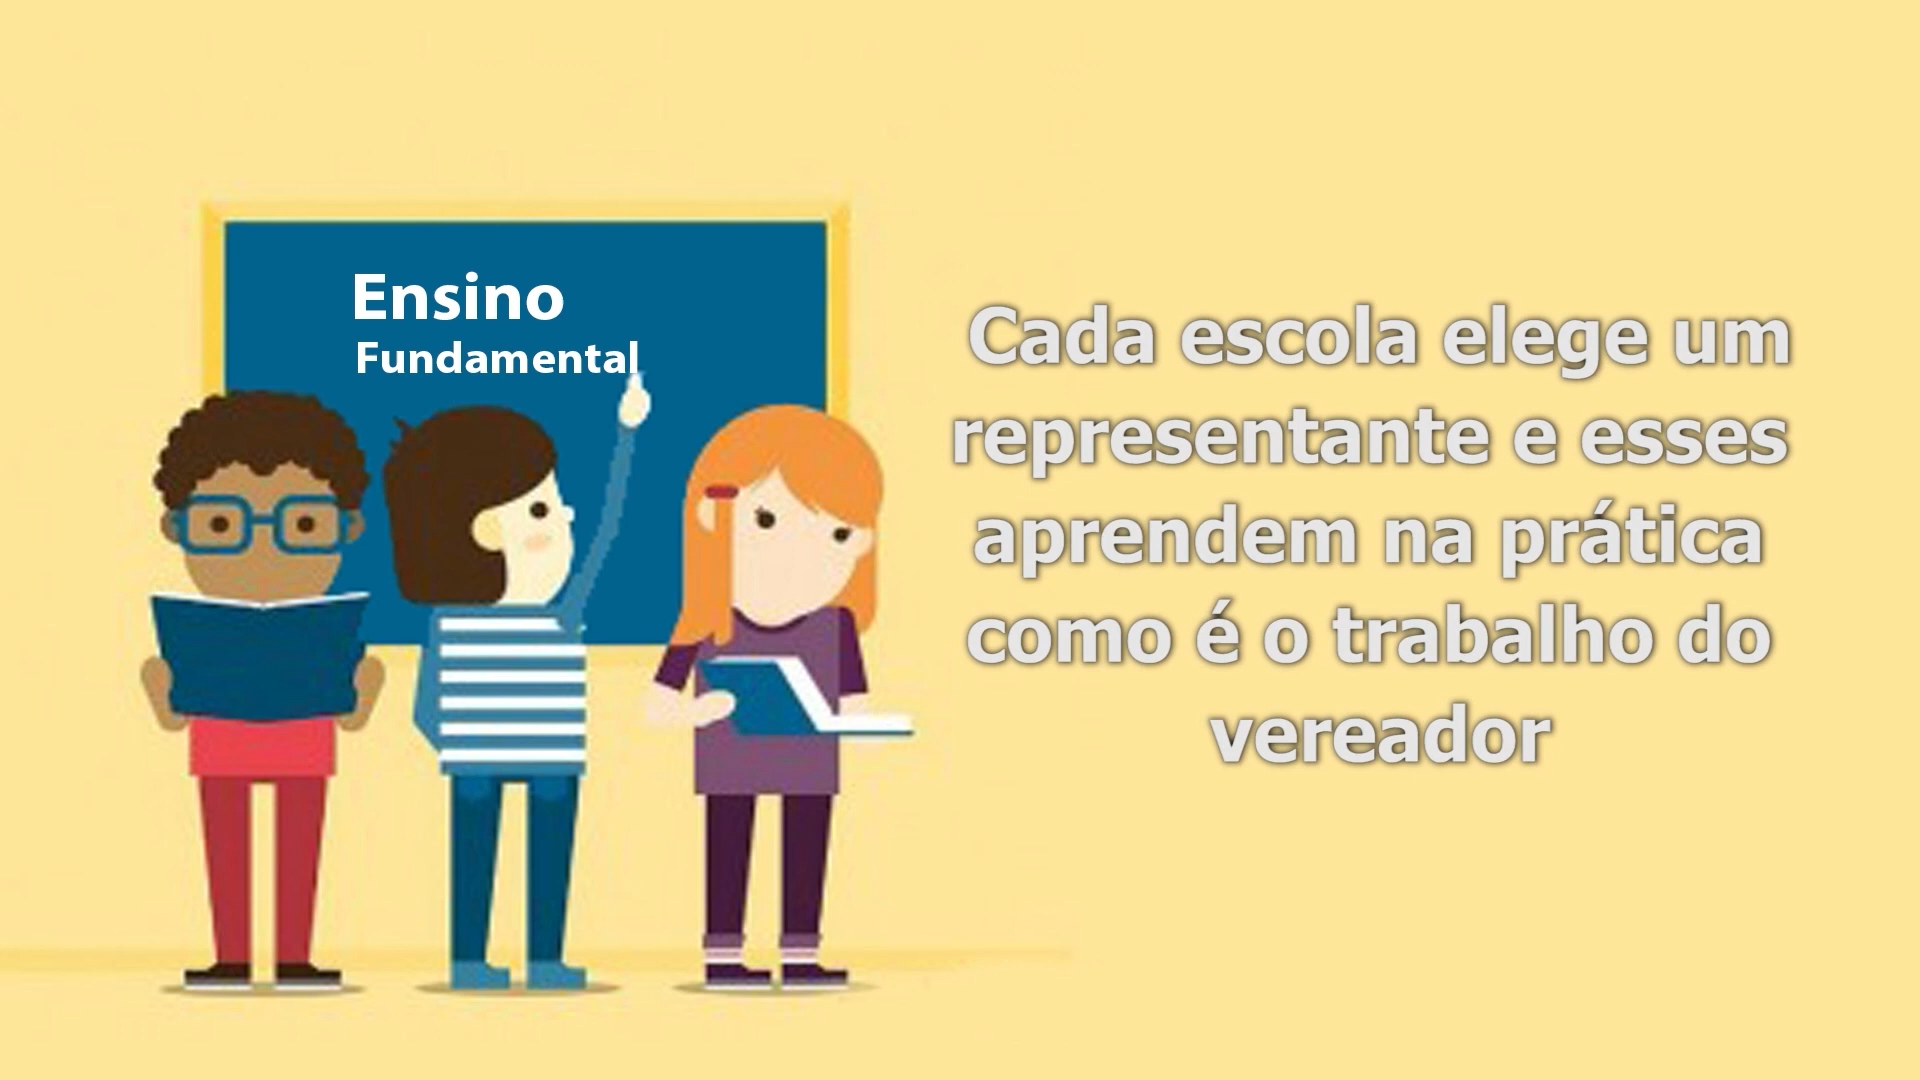 Ensino
Fundamental
Cada escola elege um
representante e esses
aprendem na prática
como é o trabalho do
vereador